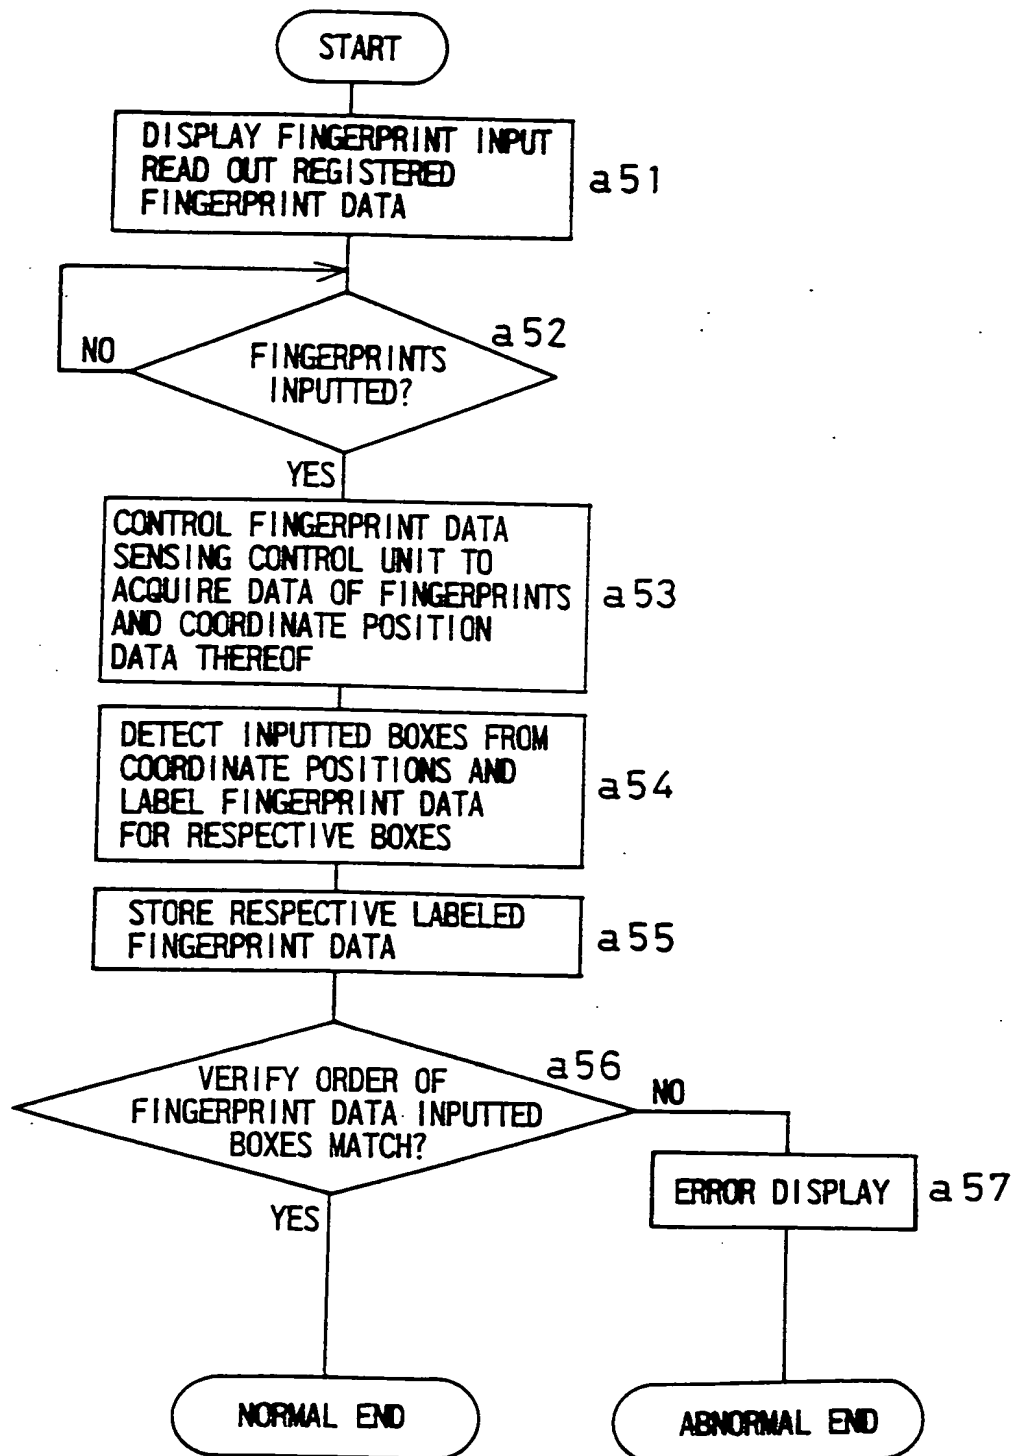 START
DISPLAY FINGERPRINT INPUT
READ OUT REGISTERED
FINGERPRINT DATA
a51
a52
NO
FINGERPRINTS
INPUTTED?
YES
CONTROL FINGERPRINT DATA
SENSING CONTROL UNIT TO
ACQUIRE DATA OF FINGERPRINTS
AND COORDINATE POSITION
DATA THEREOF
a53
DETECT INPUTTED BOXES FROM
COORDINATE POSITIONS AND
LABEL FINGERPRINT DATA
FOR RESPECTIVE BOXES
a54
STORE RESPECTIVE LABELED
FINGERPRINT DATA
a55
a56
VERIFY ORDER OF
FINGERPRINT DATA INPUTTED
BOXES MATCH?
NO
YES
ERROR DISPLAY
a57
NORMAL END
ABNORMAL END